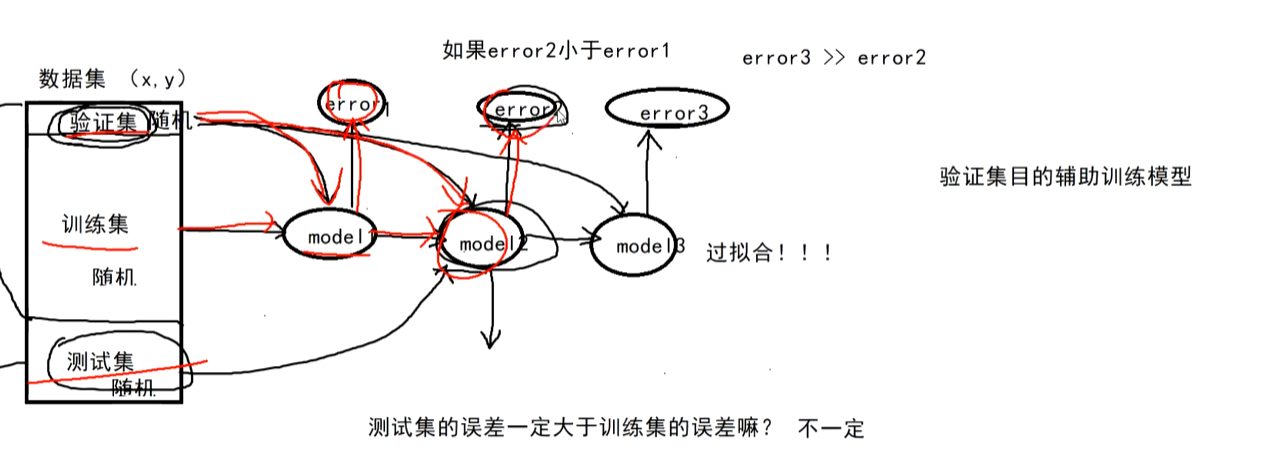 如果error2小于error1
error3 >> error2
数据集 （x,y）
error1
error2
error3
验证集 随机
验证集目的辅助训练模型
训练集
model1
model2
model3
过拟合！！！
随机
测试集
随机
测试集的误差一定大于训练集的误差嘛？ 不一定